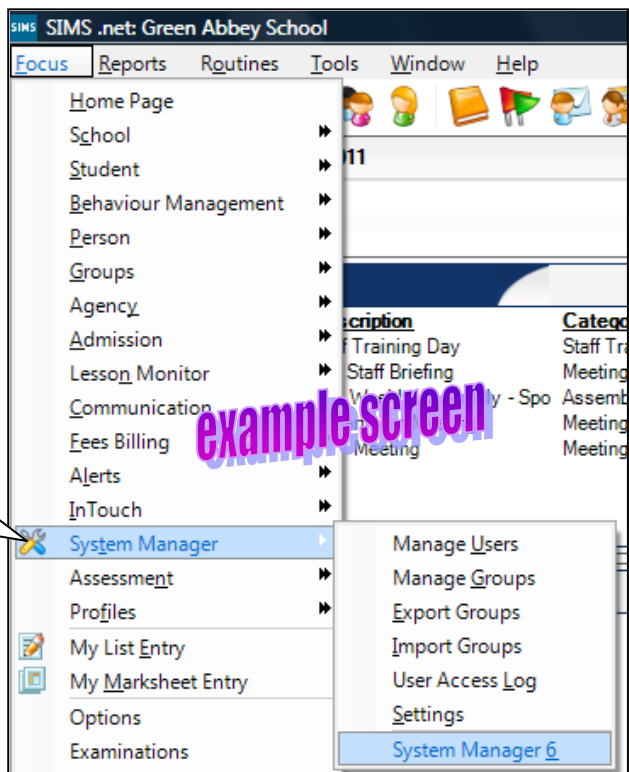 SIMS SIMS .net: Green Abbey School
Focus Reports Routines Tools Window Help
Home Page
School
Student
Behaviour Management
Person
Groups
Agency
Admission
Lesson Monitor
Communication
Fees Billing
Alerts
InTouch
System Manager
Assessment
Profiles
My List Entry
My Marksheet Entry
Options
Examinations
Manage Users
Manage Groups
Export Groups
Import Groups
User Access Log
Settings
System Manager 6
011
scription Catego
f Training Day Staff Tra
Staff Briefing Meeting
y - Spo Assemb
Meeting
Meeting Meeting
example screen